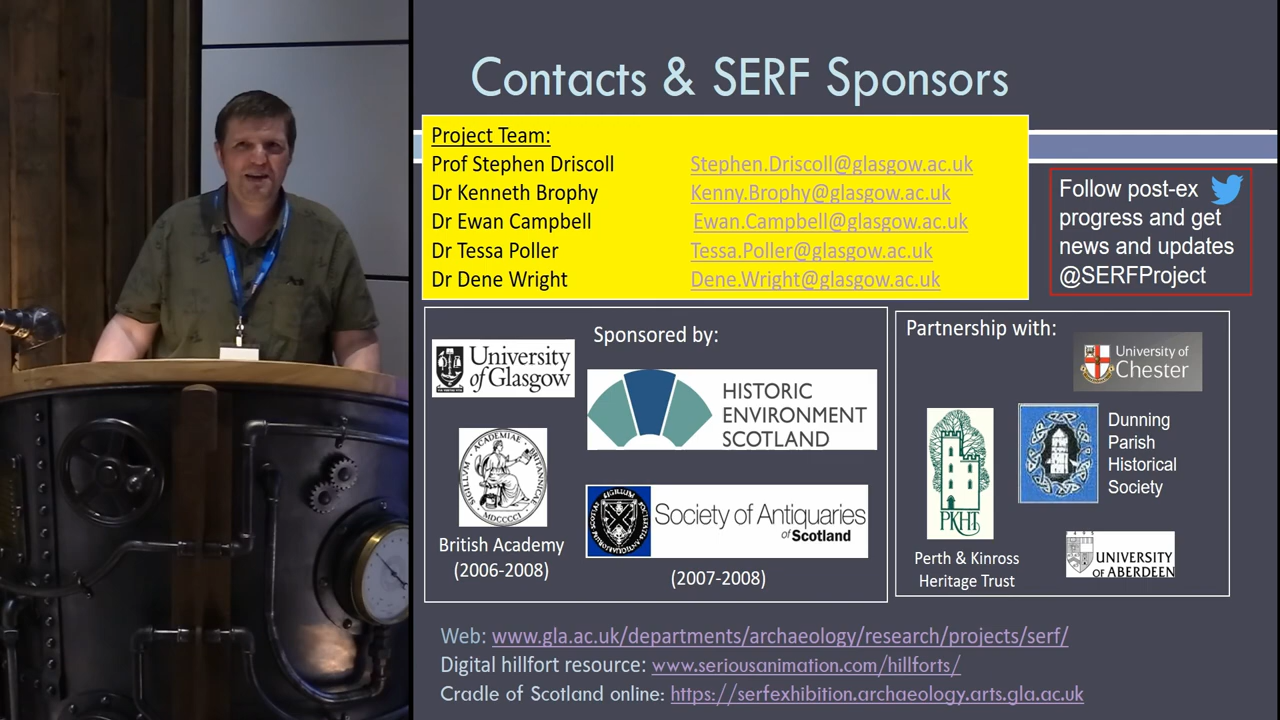 Contacts & SERF Sponsors
Project Team:
Prof Stephen Driscoll Stephen.Driscoll@glasgow.ac.uk
Dr Kenneth Brophy Kenny.Brophy@glasgow.ac.uk
Dr Ewan Campbell Ewan.Campbell@glasgow.ac.uk
Dr Tessa Poller Tessa.Poller@glasgow.ac.uk
Dr Dene Wright Dene.Wright@glasgow.ac.uk
Follow post-ex
progress and get
news and updates
@SERFProject
Sponsored by:
University
of Glasgow
HISTORIC
ENVIRONMENT
SCOTLAND
British Academy
(2006-2008)
Society of Antiquaries
of Scotland
(2007-2008)
Partnership with:
University of
Chester
PKHT
Perth & Kinross
Heritage Trust
Dunning
Parish
Historical
Society
UNIVERSITY
OF ABERDEEN
Web: www.gla.ac.uk/departments/archaeology/research/projects/serf/
Digital hillfort resource: www.seriousanimation.com/hillforts/
Cradle of Scotland online: https://serfexhibition.archaeology.arts.gla.ac.uk